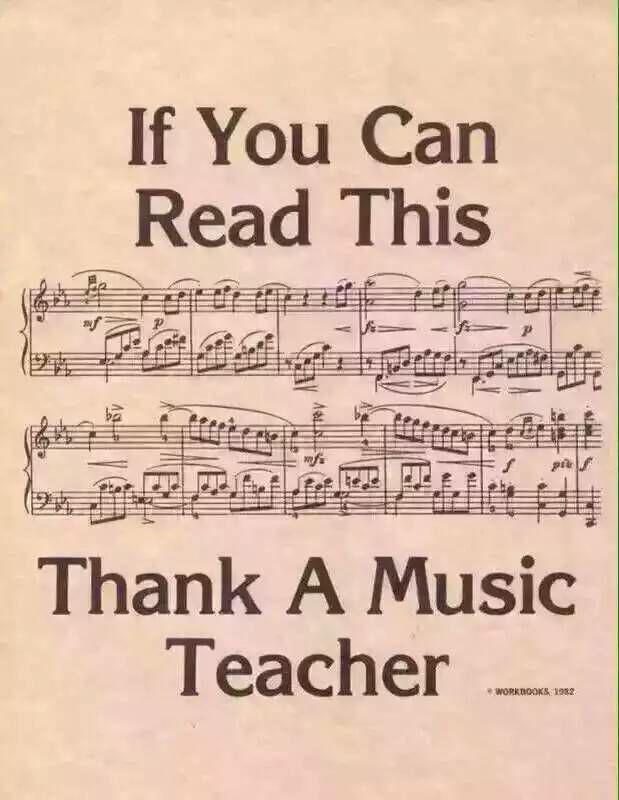 If You Can
Read This
mf p fz fz p
mfz f più f
Thank A Music
Teacher
© WORKBOOKS, 1982